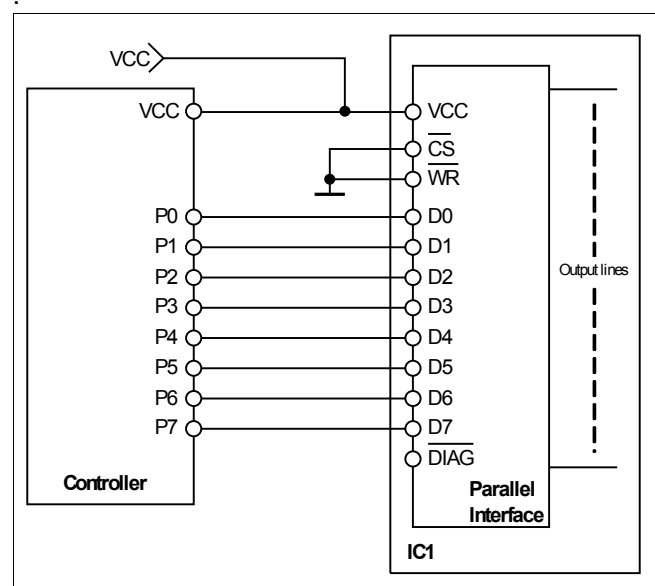 .
VCC
VCC
P0
P1
P2
P3
P4
P5
P6
P7
Controller
VCC
CS
WR
D0
D1
D2
D3
D4
D5
D6
D7
DIAG
Parallel
Interface
IC1
Output lines